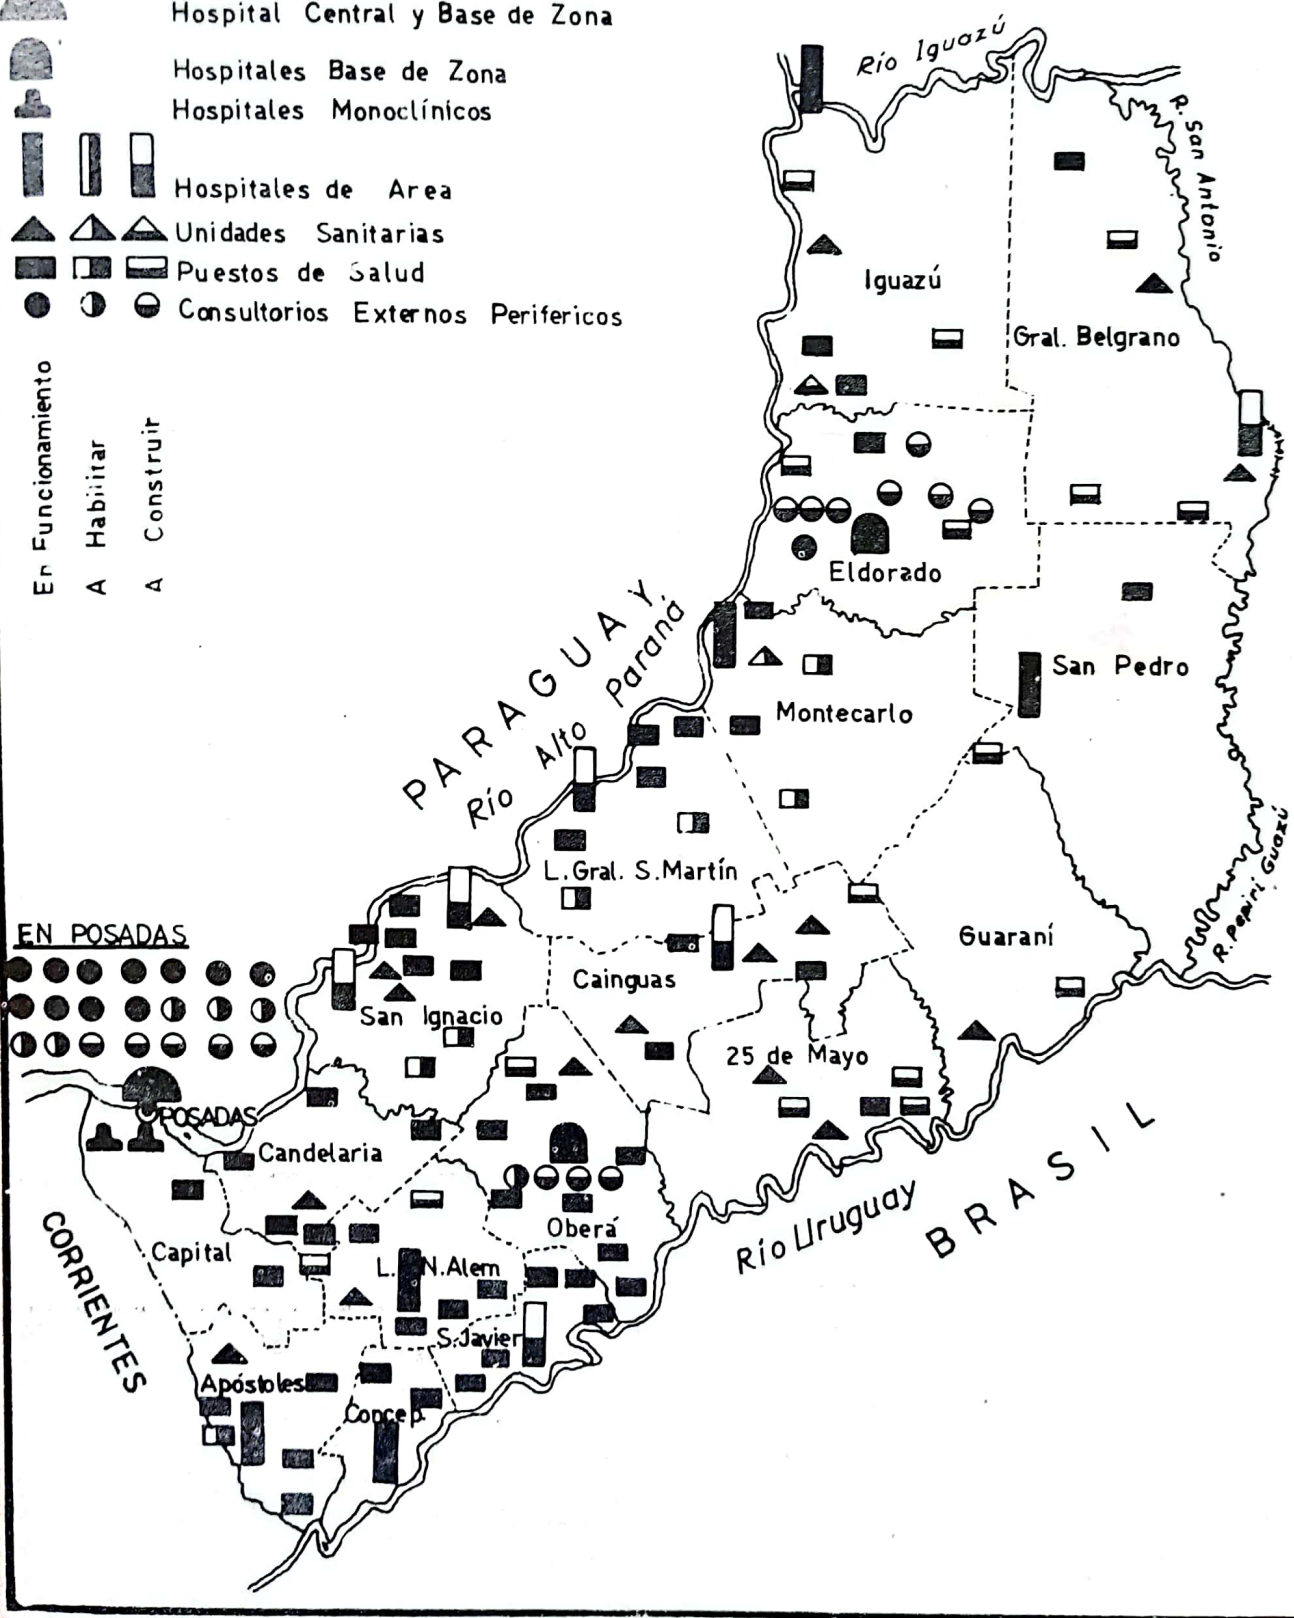 Hospital Central y Base de Zona
Hospitales Base de Zona
Hospitales Monoclínicos
Hospitales de Area
Unidades Sanitarias
Puestos de Salud
Consultorios Externos Perifericos
En Funcionamiento
A Habilitar
A Construir
Río Iguazú
R. San Antonio
Iguazú
Gral. Belgrano
Eldorado
PARAGUAY
Río Alto Paraná
San Pedro
Montecarlo
L. Gral. S. Martín
R. Pepirí Guazú
EN POSADAS
Guaraní
Cainguas
San Ignacio
25 de Mayo
POSADAS
Candelaria
BRASIL
Río Uruguay
CORRIENTES
Oberá
Capital
L. N. Alem
S. Javier
Apóstoles
Concep.